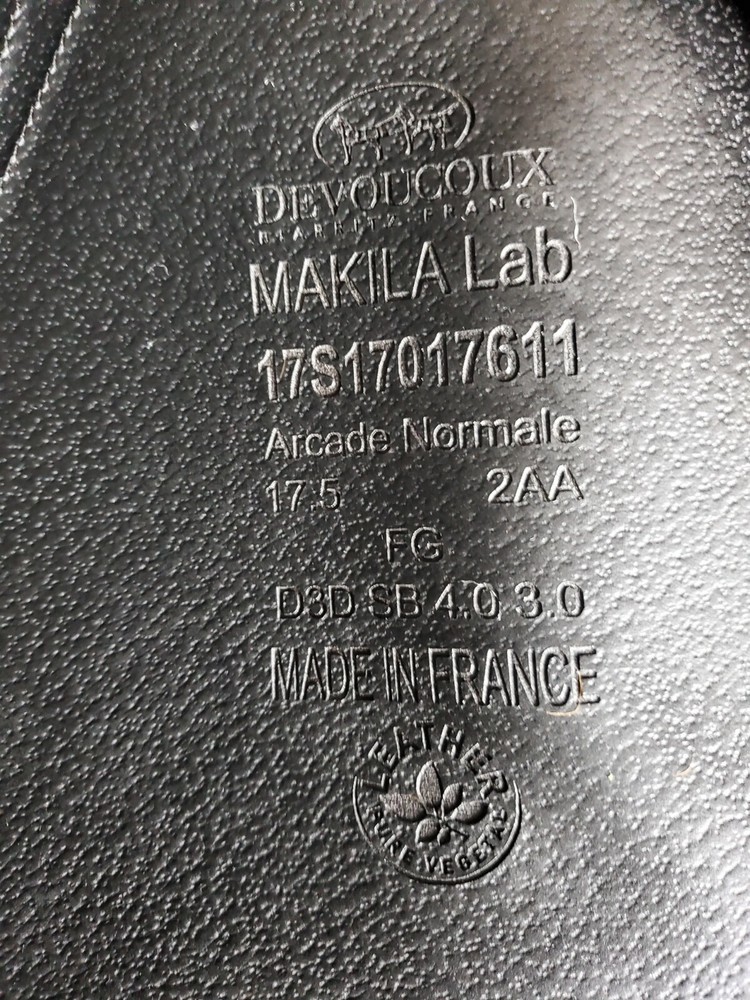 DEVOUCOUX
BIARRITZ FRANCE
MAKILA Lab
17S17017611
Arcade Normale
17.5 2AA
FG
D3D SB 4.0 3.0
MADE IN FRANCE
LEATHER
PURE VEGETAL